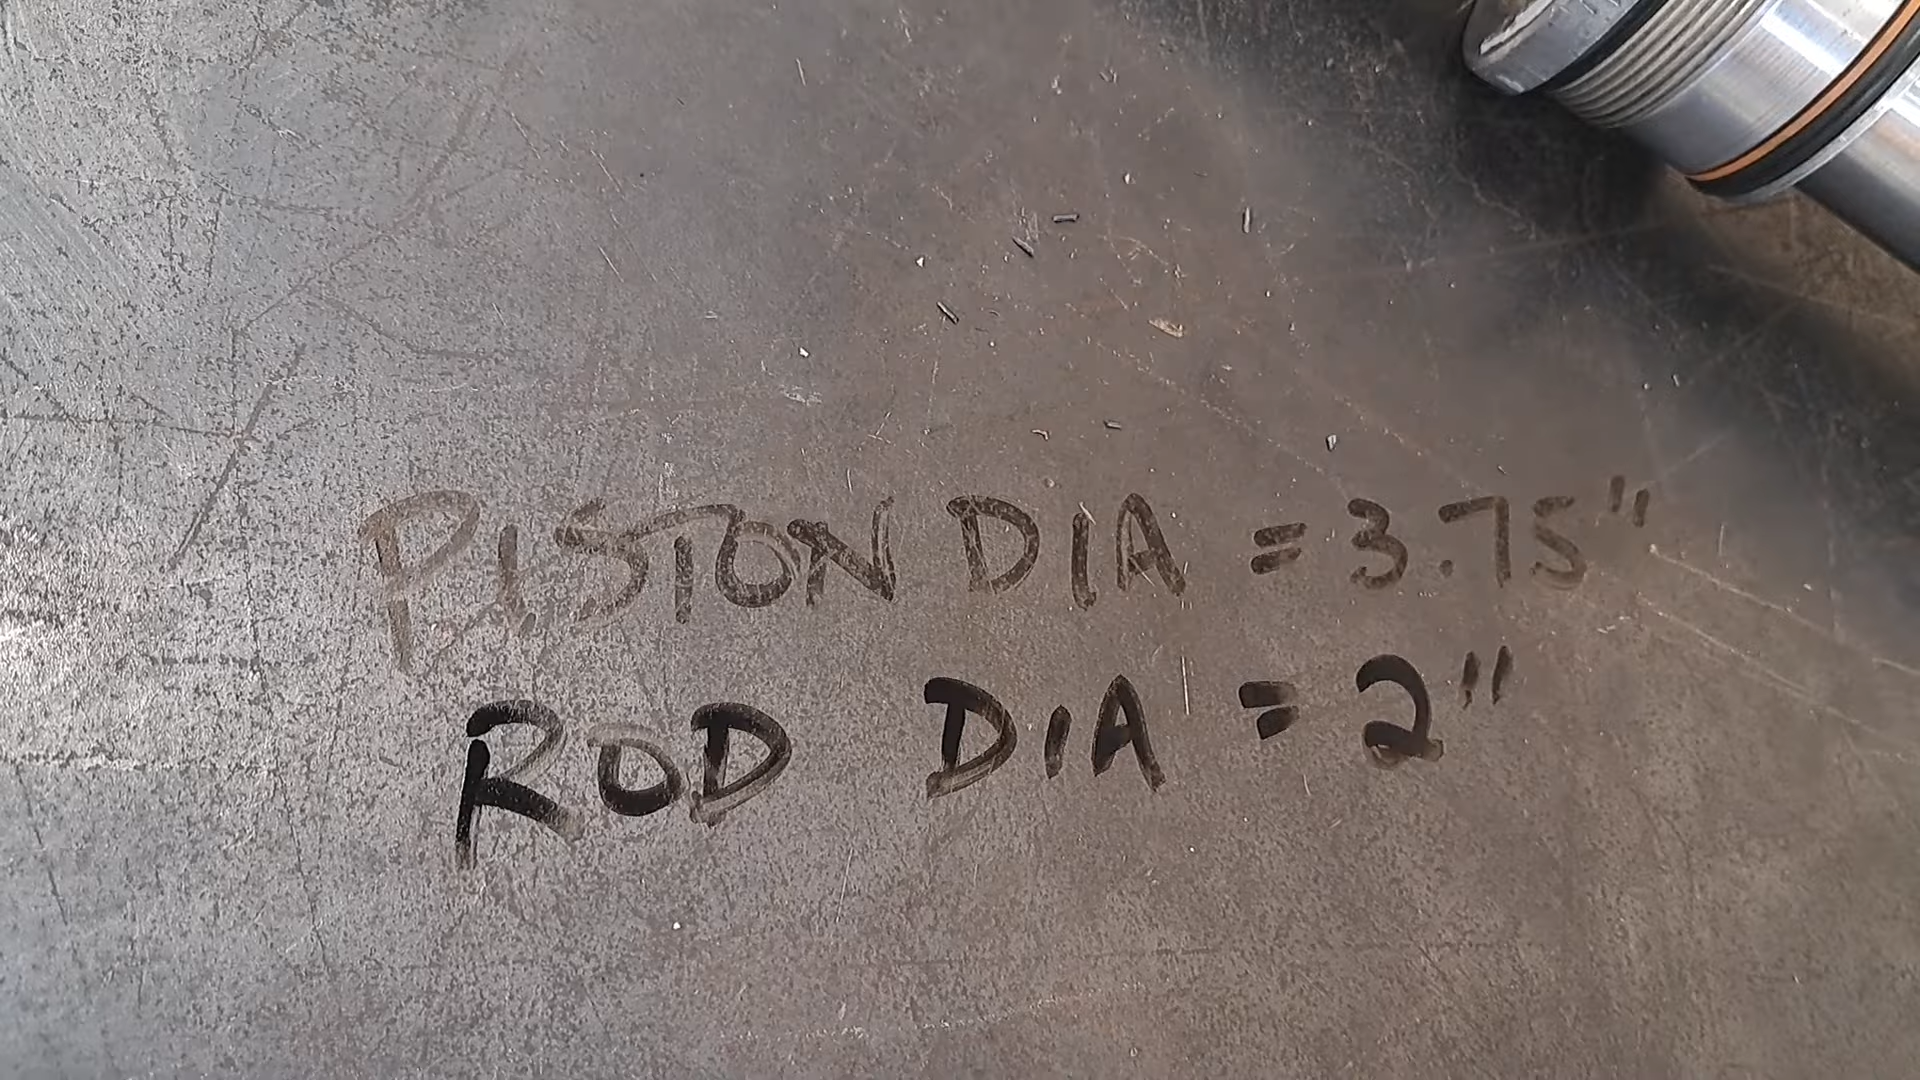 PISTON DIA = 3.75"
ROD DIA = 2"